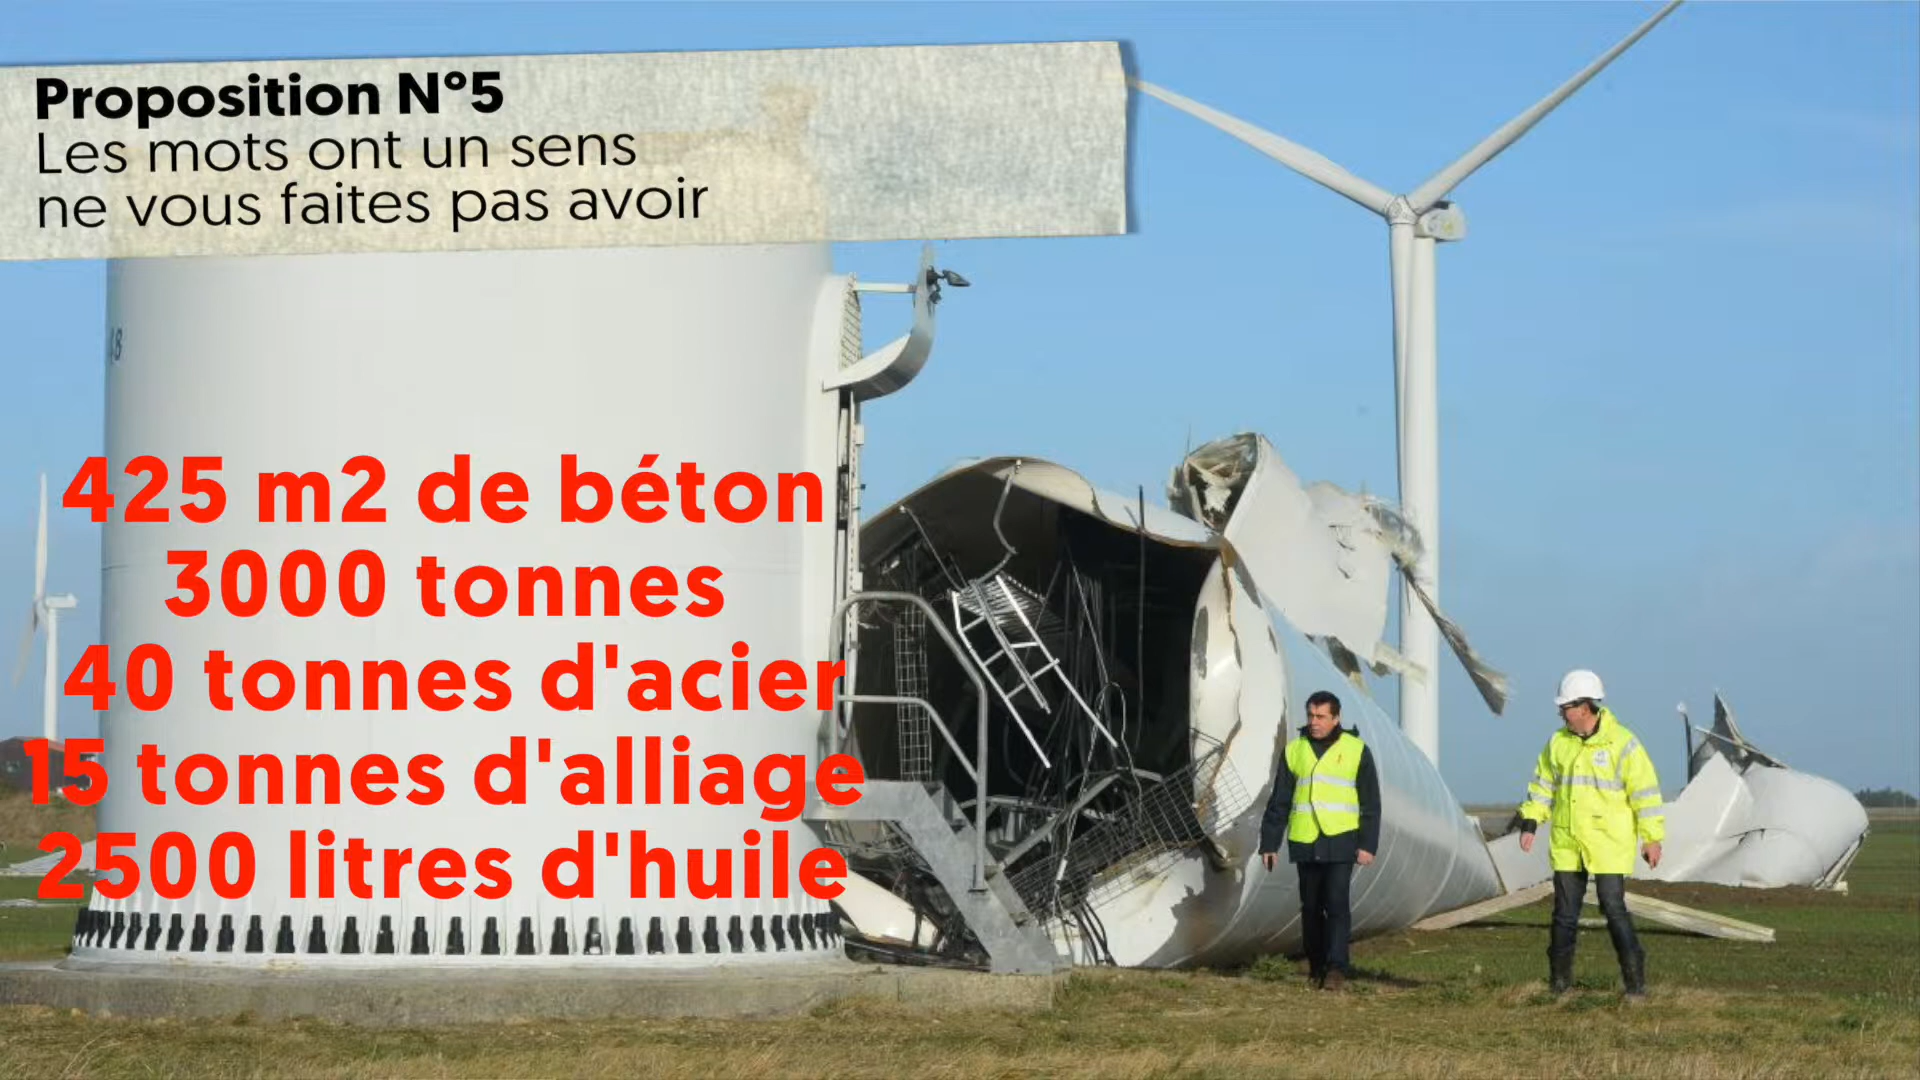 Proposition N°5
Les mots ont un sens
ne vous faites pas avoir
425 m2 de béton
3000 tonnes
40 tonnes d'acier
15 tonnes d'alliage
2500 litres d'huile